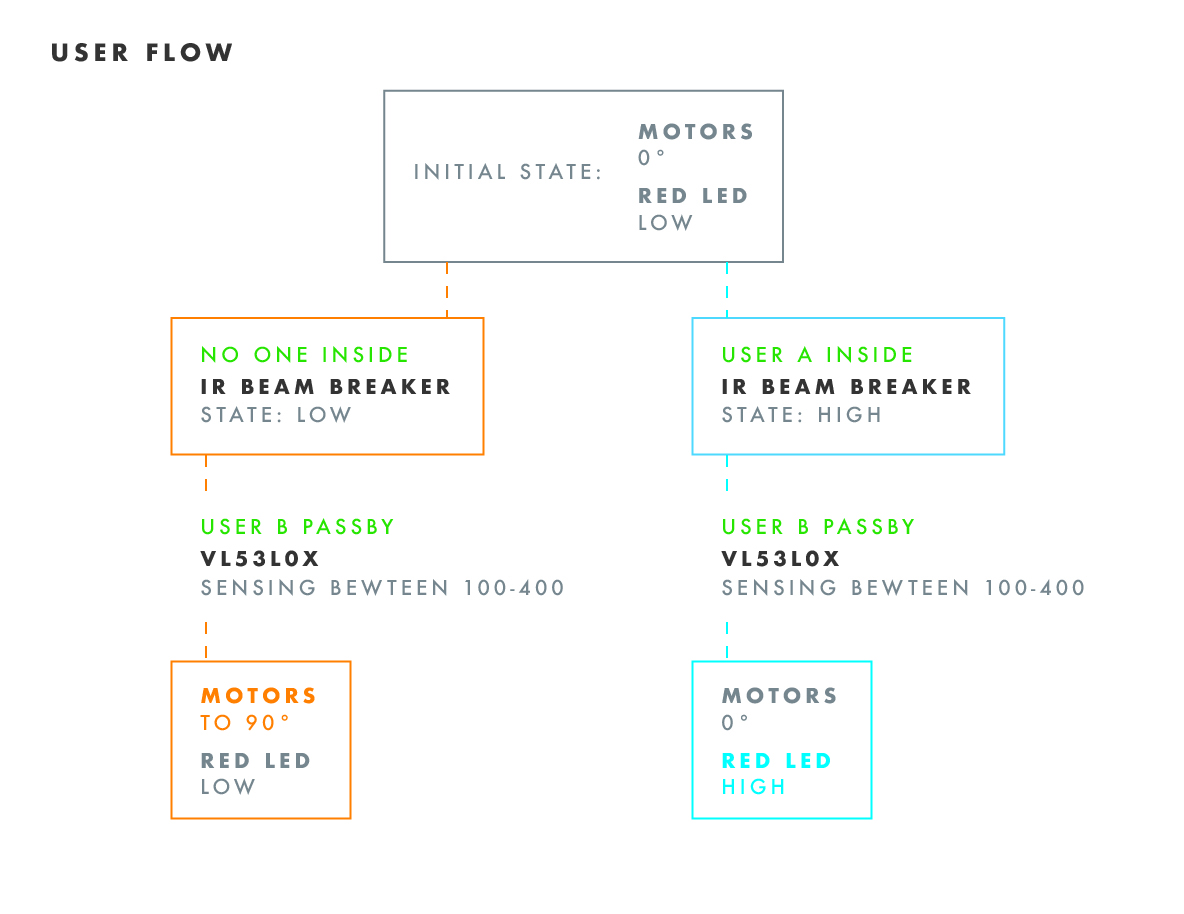 USER FLOW
INITIAL STATE:
MOTORS
0°
RED LED
LOW
NO ONE INSIDE
IR BEAM BREAKER
STATE: LOW
USER A INSIDE
IR BEAM BREAKER
STATE: HIGH
USER B PASSBY
VL53L0X
SENSING BEWTEEN 100-400
USER B PASSBY
VL53L0X
SENSING BEWTEEN 100-400
MOTORS
TO 90°
RED LED
LOW
MOTORS
0°
RED LED
HIGH